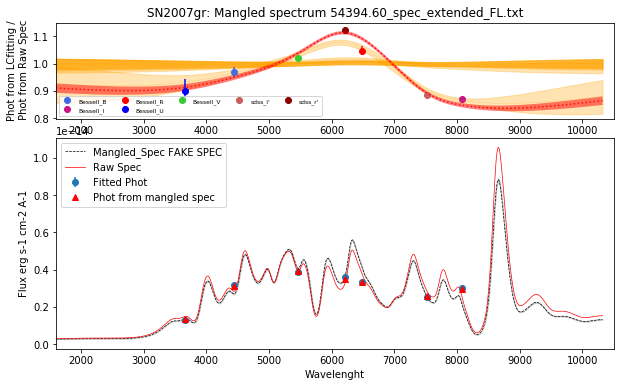 SN2007gr: Mangled spectrum 54394.60_spec_extended_FL.txt
Phot from LCfitting /
Phot from Raw Spec
1.1
1.0
0.9
0.8
Bessell_B
Bessell_I
Bessell_R
Bessell_U
Bessell_V
sdss_i'
sdss_r'
2000 3000 4000 5000 6000 7000 8000 9000 10000
1e−14
Flux erg s-1 cm-2 A-1
1.0
0.8
0.6
0.4
0.2
0.0
Mangled_Spec FAKE SPEC
Raw Spec
Fitted Phot
Phot from mangled spec
2000 3000 4000 5000 6000 7000 8000 9000 10000
Wavelenght